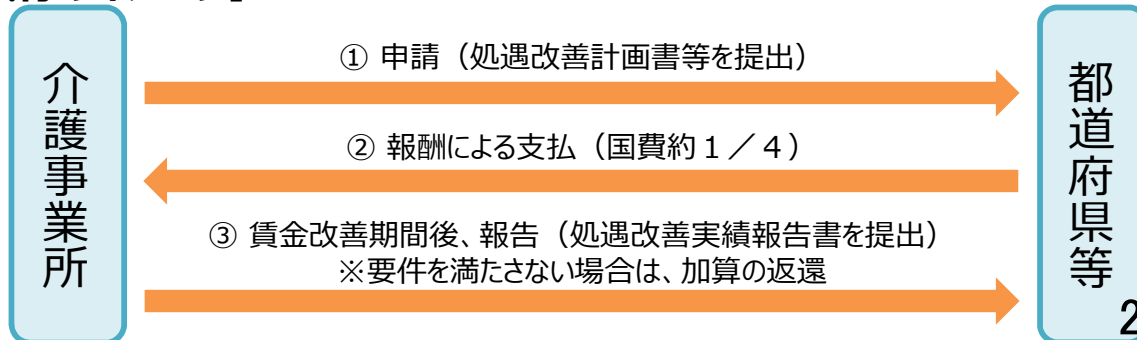 介護事業所
① 申請（処遇改善計画書等を提出）
② 報酬による支払（国費約１／４）
③ 賃金改善期間後、報告（処遇改善実績報告書を提出）
※要件を満たさない場合は、加算の返還
都道府県等
2